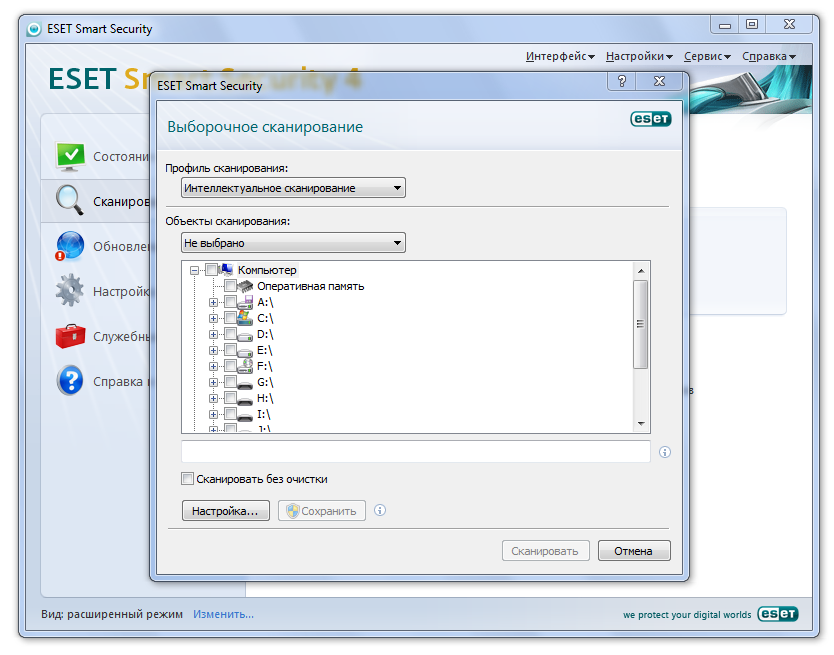 ESET Smart Security
Интерфейс Настройки Сервис Справка
ESET Smart Security 4
Состояни
Сканиров
Обновле
Настройк
Служебны
Справка
ESET Smart Security
?
Выборочное сканирование
eset
Профиль сканирования:
Интеллектуальное сканирование
Объекты сканирования:
Не выбрано
Компьютер
Оперативная память
A:\
C:\
D:\
E:\
F:\
G:\
H:\
I:\
J:\
Сканировать без очистки
Настройка...
Сохранить
Сканировать
Отмена
в
Вид: расширенный режим Изменить...
we protect your digital worlds eset